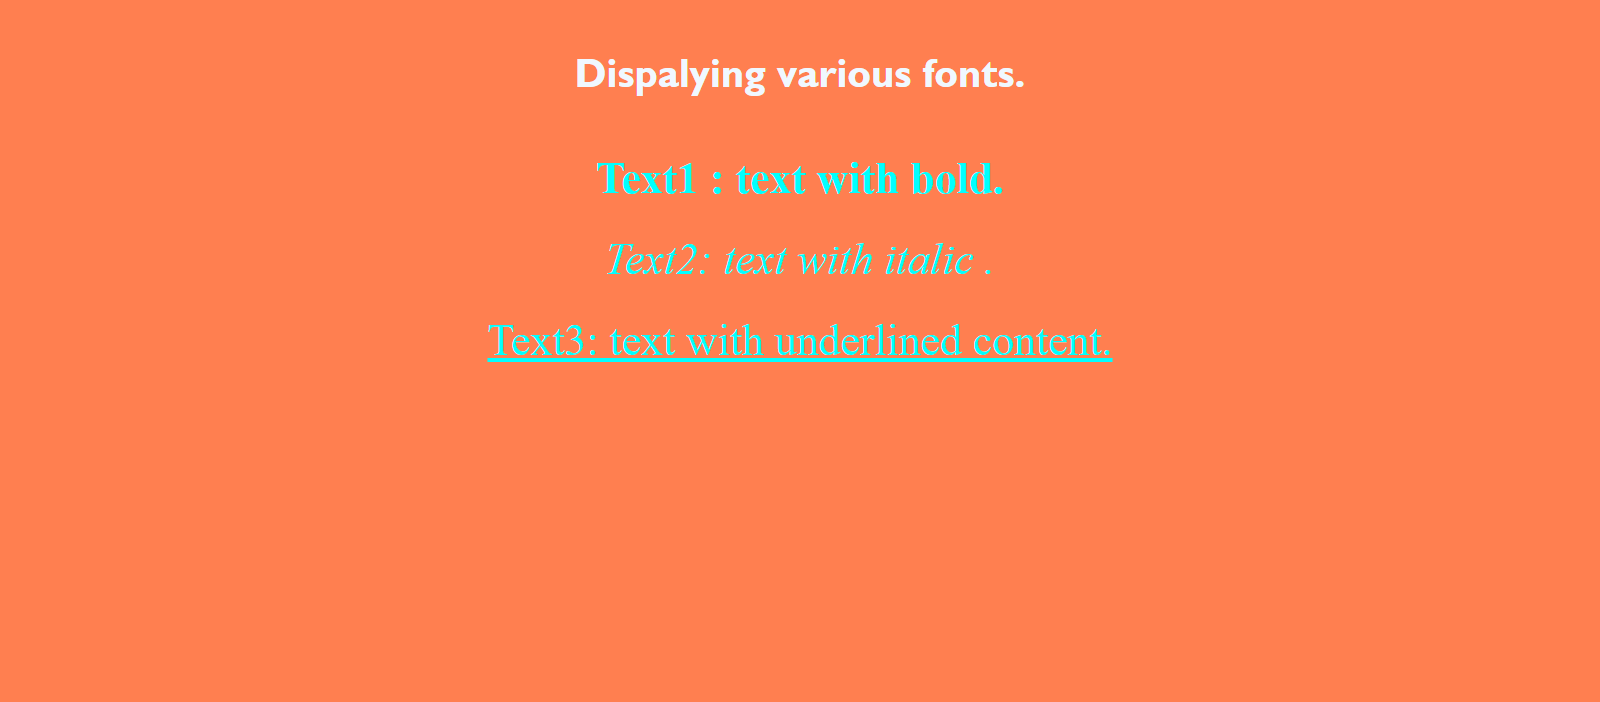 Dispalying various fonts.
Text1 : text with bold.
Text2: text with italic .
Text3: text with underlined content.